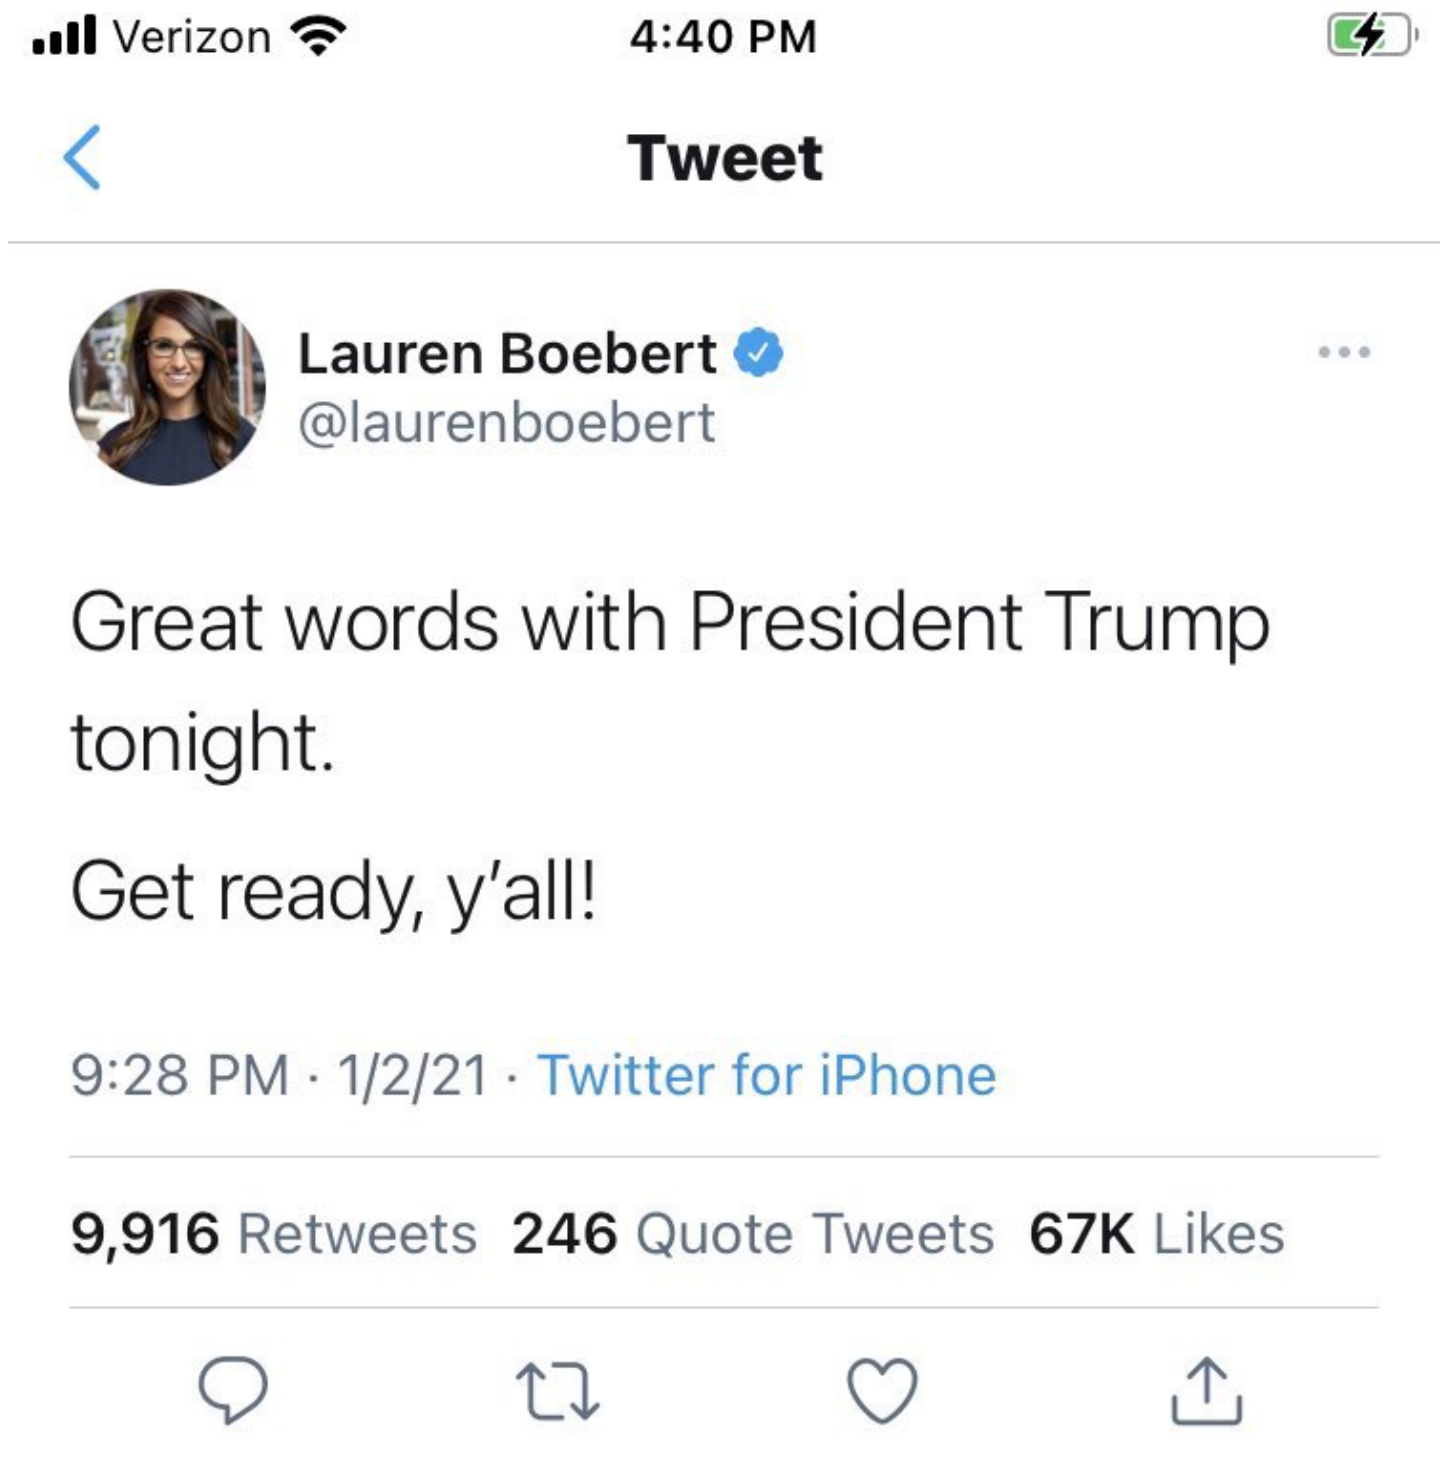 Verizon 4:40 PM
Tweet
Lauren Boebert
@laurenboebert
Great words with President Trump
tonight.
Get ready, y’all!
9:28 PM · 1/2/21 · Twitter for iPhone
9,916 Retweets 246 Quote Tweets 67K Likes